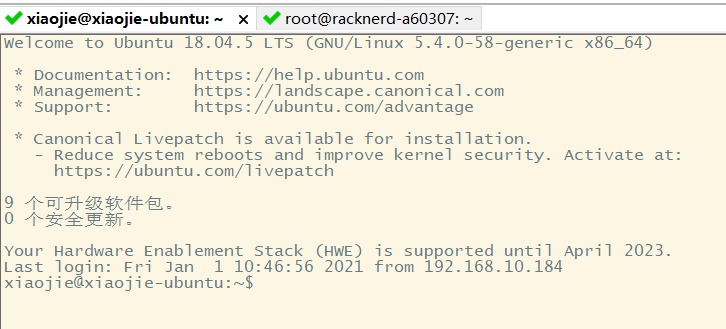 xiaojie@xiaojie-ubuntu: ~ × root@racknerd-a60307: ~
Welcome to Ubuntu 18.04.5 LTS (GNU/Linux 5.4.0-58-generic x86_64)
* Documentation: https://help.ubuntu.com
* Management: https://landscape.canonical.com
* Support: https://ubuntu.com/advantage
* Canonical Livepatch is available for installation.
- Reduce system reboots and improve kernel security. Activate at:
https://ubuntu.com/livepatch
9 个可升级软件包。
0 个安全更新。
Your Hardware Enablement Stack (HWE) is supported until April 2023.
Last login: Fri Jan 1 10:46:56 2021 from 192.168.10.184
xiaojie@xiaojie-ubuntu:~$